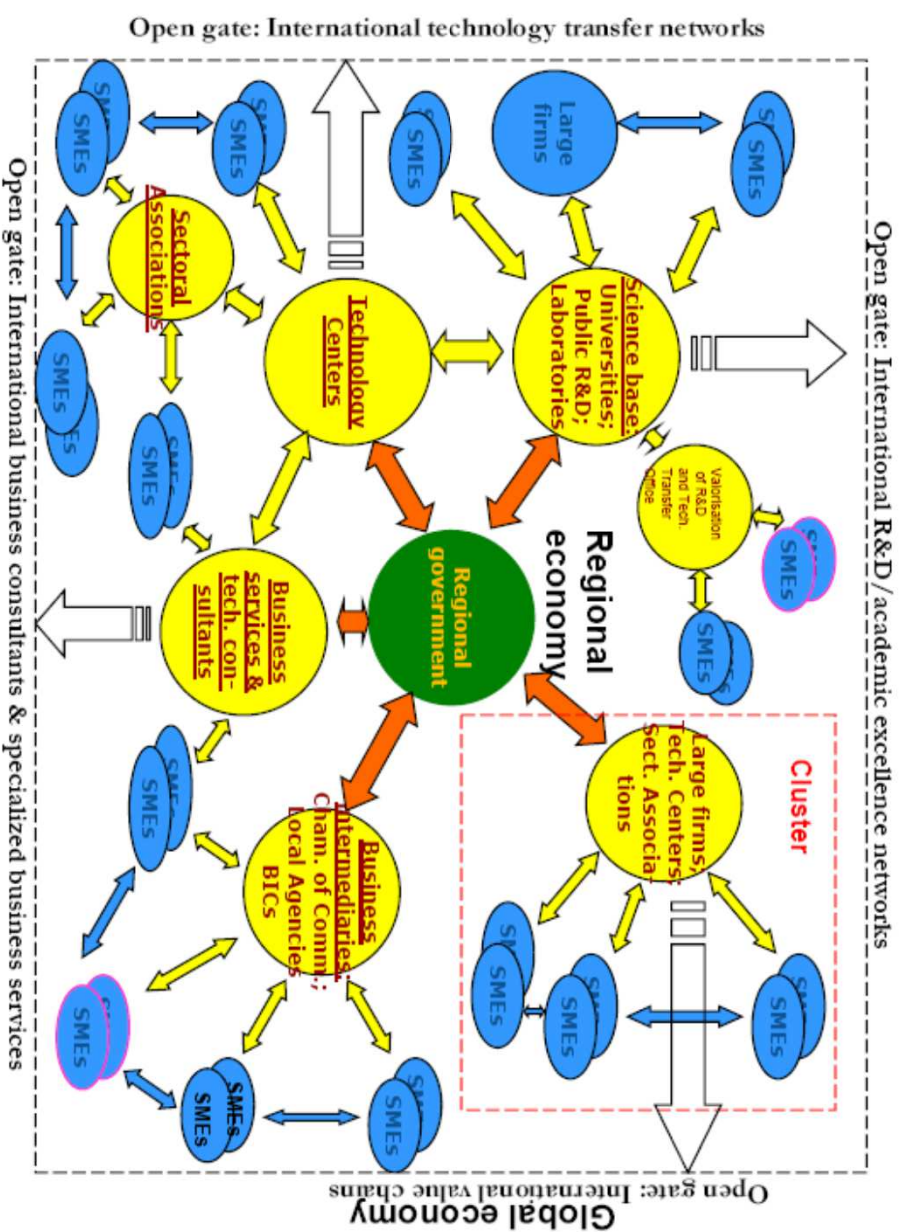 Open gate: International R&D/academic excellence networks
Cluster
SMEs
SMEs
SMEs
SMEs
Valorisation
of R&D
and Tech.
Transfer
Office
SMEs
Large firms;
Tech. Centers;
Sect. Associa-
tions
Science base:
Universities;
Public R&D;
Laboratories
Regional
economy
Large
firms
SMEs
SMEs
SMEs
Regional
government
SMEs
Technology
Centers
Business
Intermediaries:
Cham. of Comm.;
Local Agencies
BICs
Business
services &
tech. con-
sultants
SMEs
SMEs
SMEs
Sectoral
Associations
SMEs
SMEs
SMEs
SMEs
SMEs
Open gate: International business consultants & specialized business services
Open gate: International technology transfer networks
Open gate: International value chains
Global economy